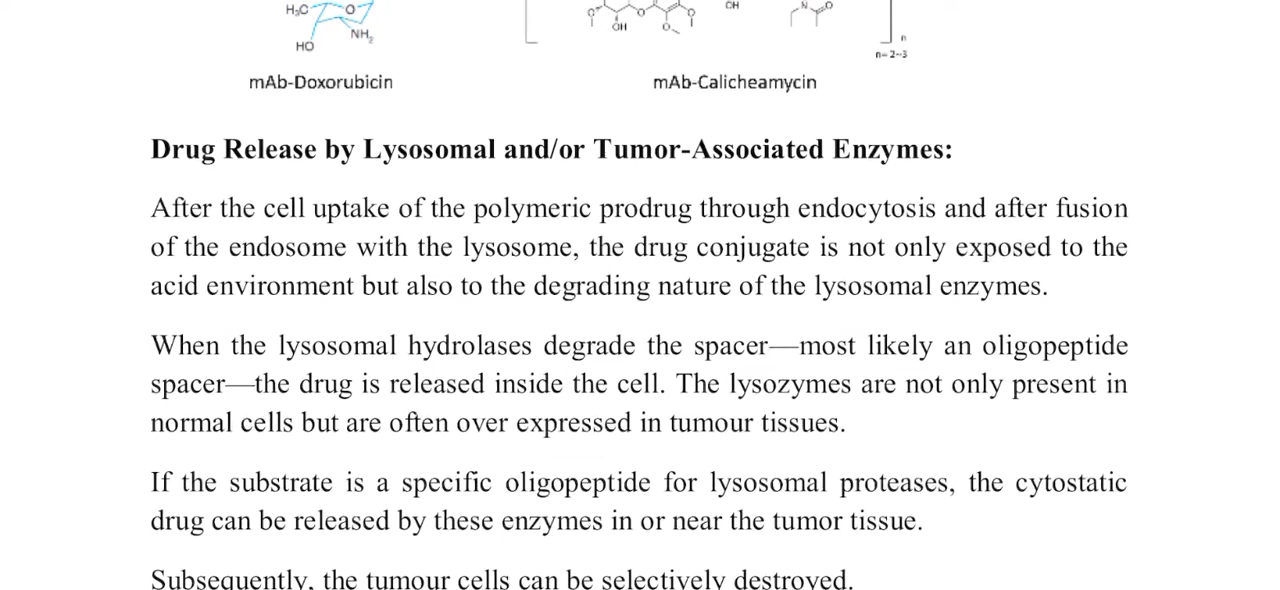 H₃C
O
NH₂
HO
O
O
OH
O
O
OH
N
O
n
n= 2~3
mAb-Doxorubicin
mAb-Calicheamycin
Drug Release by Lysosomal and/or Tumor-Associated Enzymes:
After the cell uptake of the polymeric prodrug through endocytosis and after fusion
of the endosome with the lysosome, the drug conjugate is not only exposed to the
acid environment but also to the degrading nature of the lysosomal enzymes.
When the lysosomal hydrolases degrade the spacer—most likely an oligopeptide
spacer—the drug is released inside the cell. The lysozymes are not only present in
normal cells but are often over expressed in tumour tissues.
If the substrate is a specific oligopeptide for lysosomal proteases, the cytostatic
drug can be released by these enzymes in or near the tumor tissue.
Subsequently, the tumour cells can be selectively destroyed.